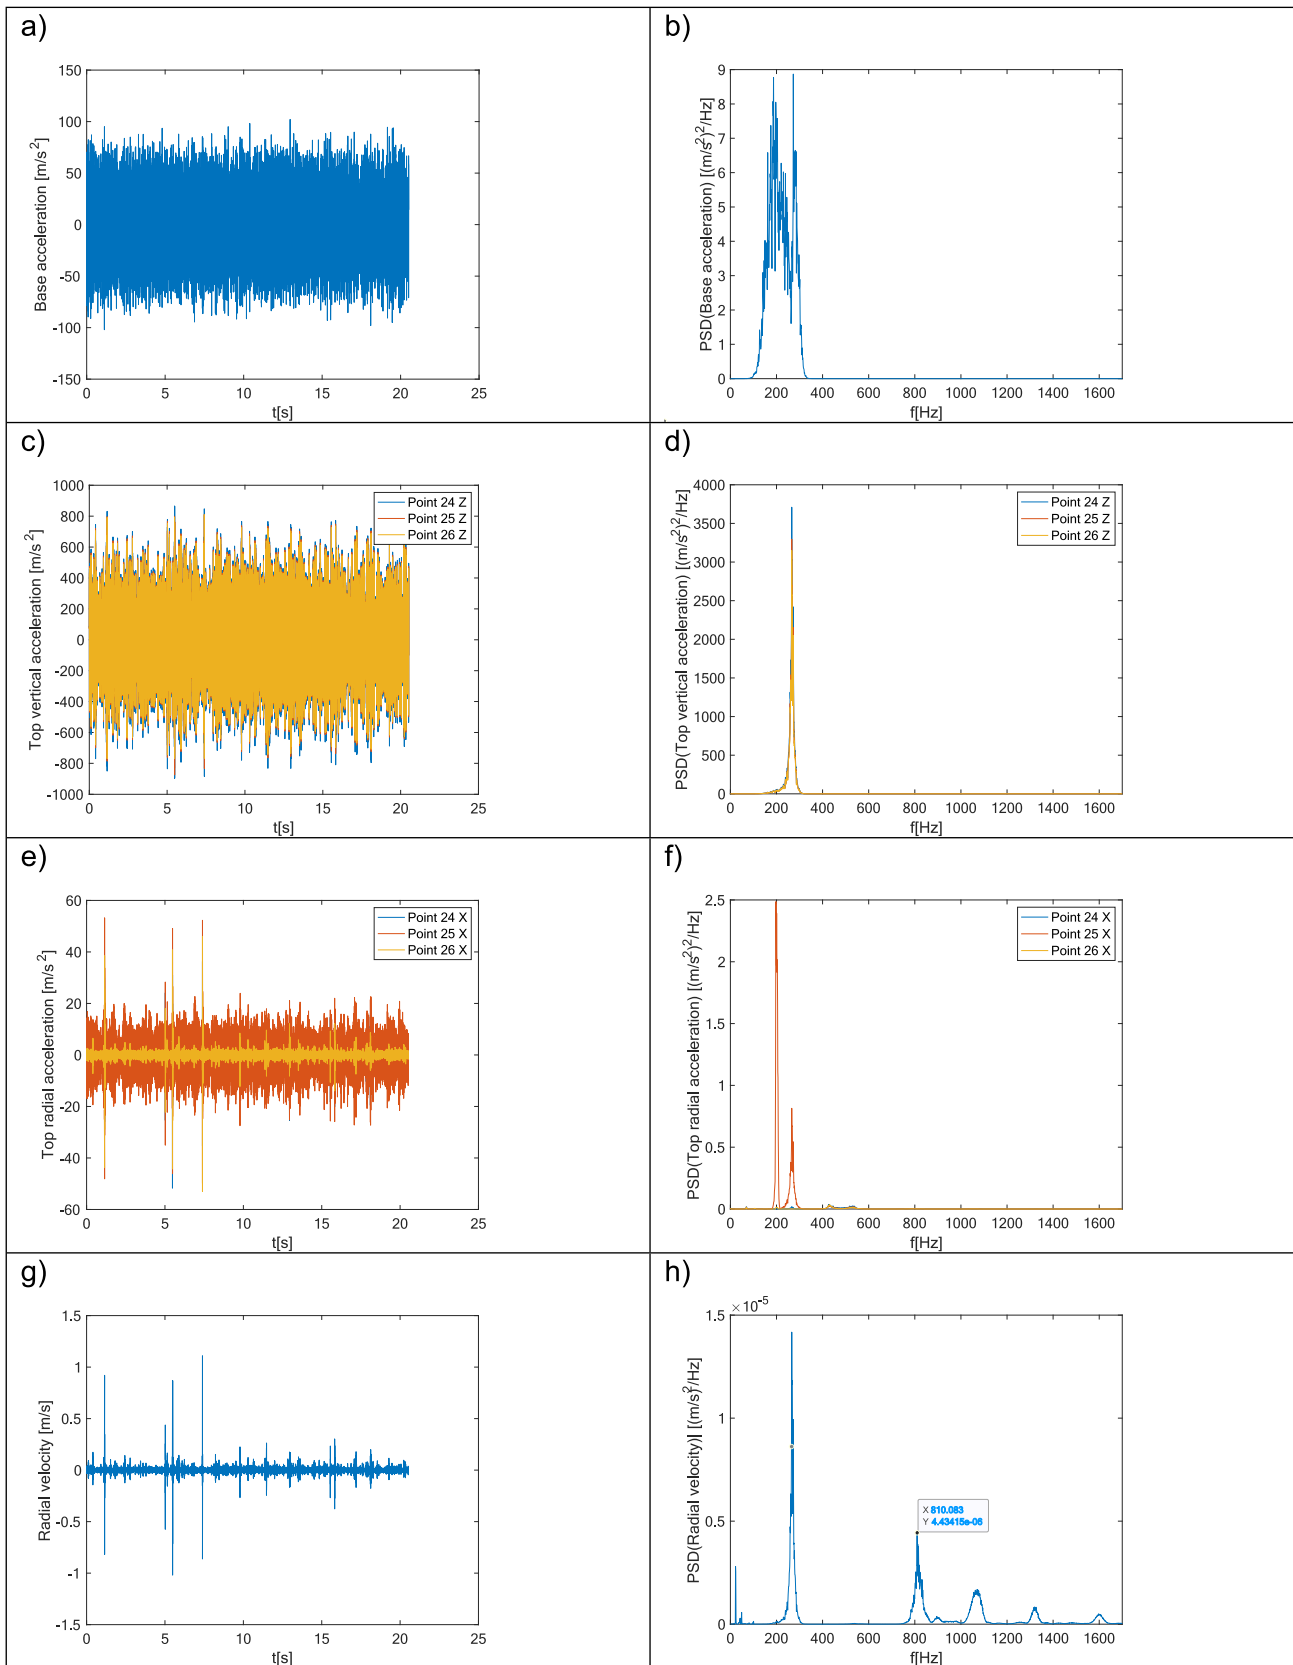 a)
150
100
50
0
-50
-100
-150
Base acceleration [m/s²]
0 5 10 15 20 25
t[s]
b)
9
8
7
6
5
4
3
2
1
0
PSD(Base acceleration) [(m/s²)²/Hz]
0 200 400 600 800 1000 1200 1400 1600
f[Hz]
c)
1000
800
600
400
200
0
-200
-400
-600
-800
-1000
Top vertical acceleration [m/s²]
Point 24 Z
Point 25 Z
Point 26 Z
0 5 10 15 20 25
t[s]
d)
4000
3500
3000
2500
2000
1500
1000
500
0
PSD(Top vertical acceleration) [(m/s²)²/Hz]
Point 24 Z
Point 25 Z
Point 26 Z
0 200 400 600 800 1000 1200 1400 1600
f[Hz]
e)
60
40
20
0
-20
-40
-60
Top radial acceleration [m/s²]
Point 24 X
Point 25 X
Point 26 X
0 5 10 15 20 25
t[s]
f)
2.5
2
1.5
1
0.5
0
PSD(Top radial acceleration) [(m/s²)²/Hz]
Point 24 X
Point 25 X
Point 26 X
0 200 400 600 800 1000 1200 1400 1600
f[Hz]
g)
1.5
1
0.5
0
-0.5
-1
-1.5
Radial velocity [m/s]
0 5 10 15 20 25
t[s]
h)
×10⁻⁵
1.5
1
0.5
0
PSD(Radial velocity)| [(m/s)²/Hz]
X 810.083
Y 4.43415e-06
0 200 400 600 800 1000 1200 1400 1600
f[Hz]